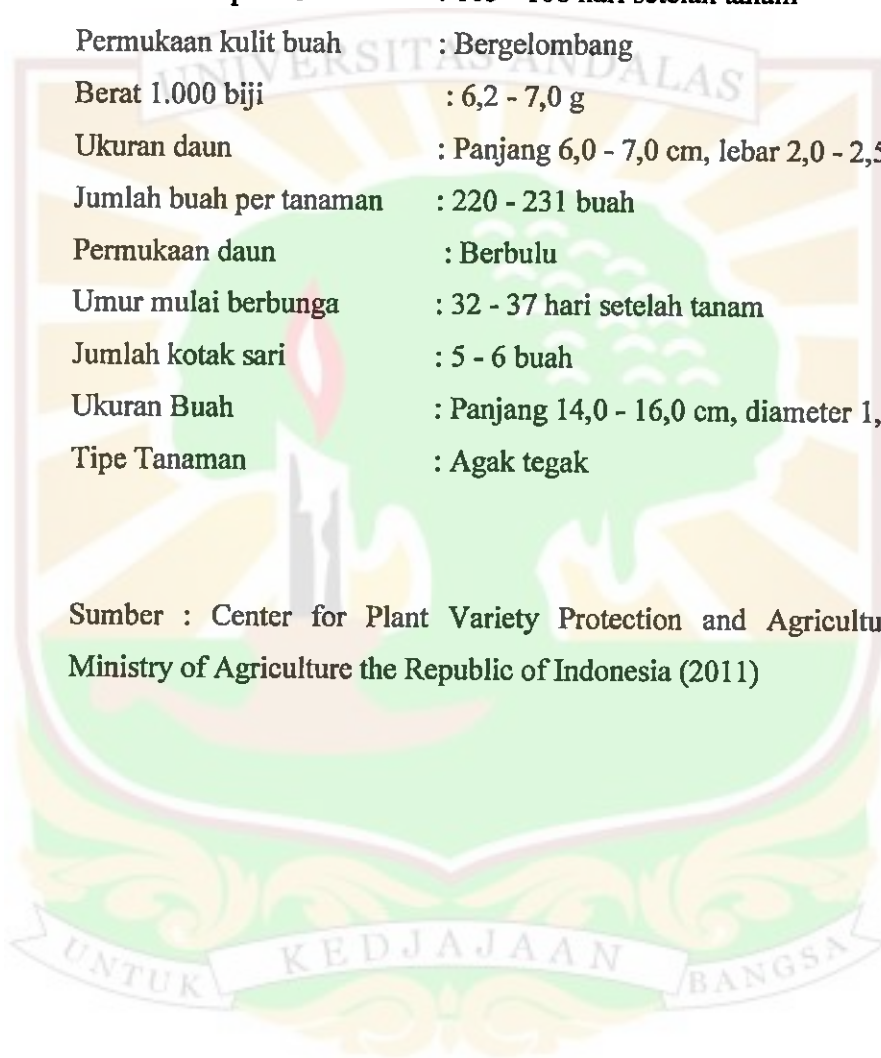 hari setelah tanam
Permukaan kulit buah : Bergelombang
Berat 1.000 biji : 6,2 - 7,0 g
Ukuran daun : Panjang 6,0 - 7,0 cm, lebar 2,0 - 2,5
Jumlah buah per tanaman : 220 - 231 buah
Permukaan daun : Berbulu
Umur mulai berbunga : 32 - 37 hari setelah tanam
Jumlah kotak sari : 5 - 6 buah
Ukuran Buah : Panjang 14,0 - 16,0 cm, diameter 1,
Tipe Tanaman : Agak tegak
Sumber : Center for Plant Variety Protection and
Ministry of Agriculture the Republic of Indonesia (2011)
UNIVERSITAS ANDALAS
UNTUK KEDJAJAAN BANGSA